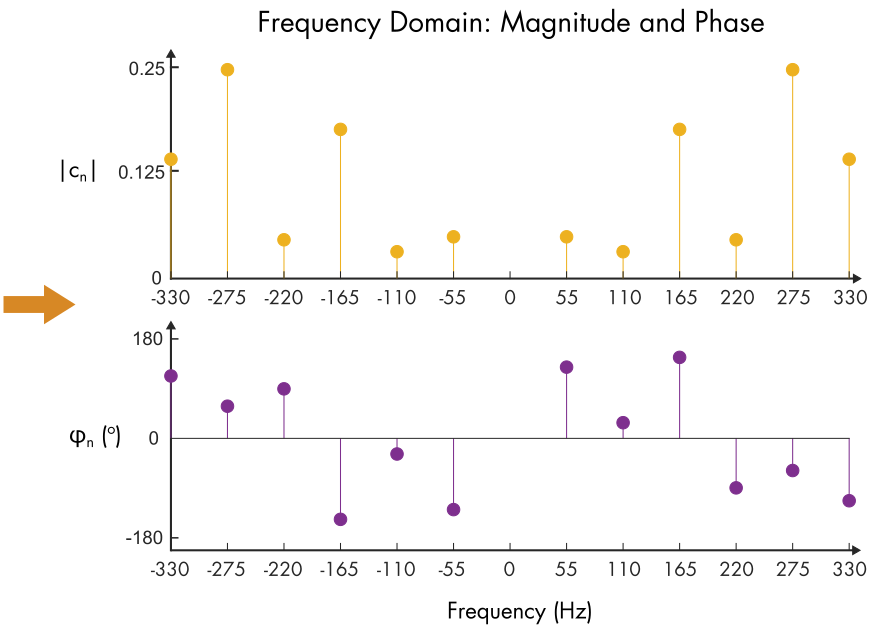 Frequency Domain: Magnitude and Phase
0.25
|cn|
0.125
0
-330 -275 -220 -165 -110 -55 0 55 110 165 220 275 330
180
φn (º)
0
-180
-330 -275 -220 -165 -110 -55 0 55 110 165 220 275 330
Frequency (Hz)